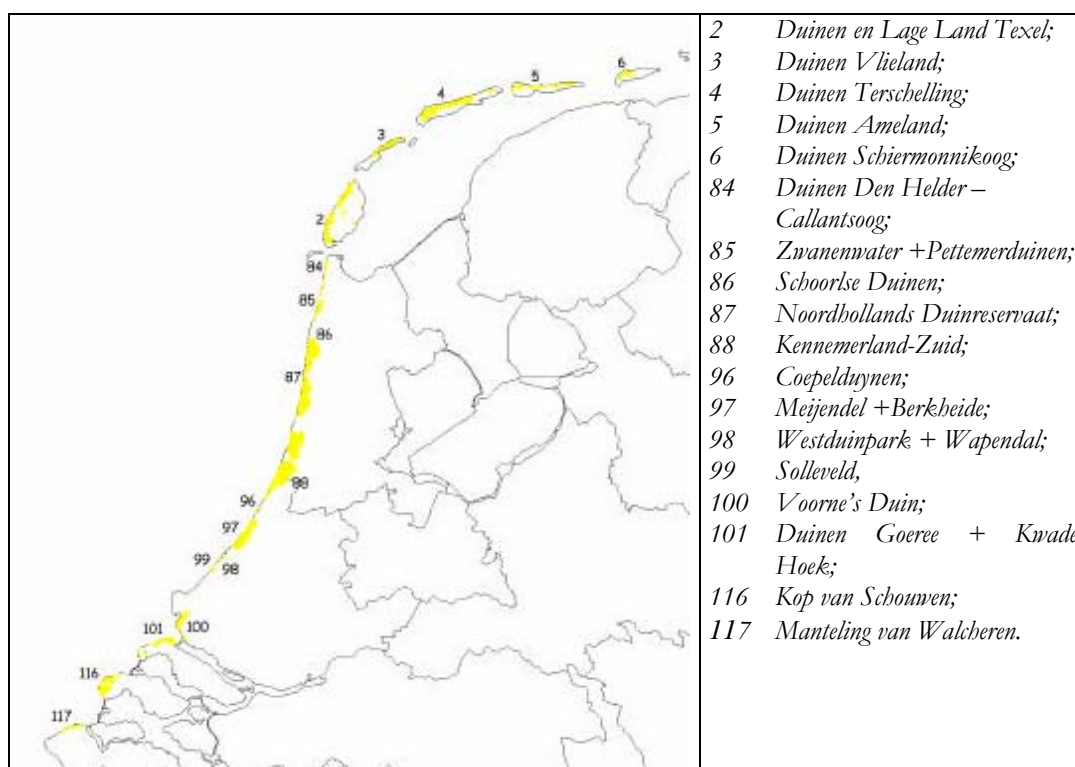 6
5
4
3
2
84
85
86
87
88
96
97
99
98
101
100
116
117
2 Duinen en Lage Land Texel;
3 Duinen Vlieland;
4 Duinen Terschelling;
5 Duinen Ameland;
6 Duinen Schiermonnikoog;
84 Duinen Den Helder –
Callantsoog;
85 Zwanenwater +Pettemerduinen;
86 Schoorlse Duinen;
87 Noordhollands Duinreservaat;
88 Kennemerland-Zuid;
96 Coepelduynen;
97 Meijendel +Berkheide;
98 Westduinpark + Wapendal;
99 Solleveld,
100 Voorne's Duin;
101 Duinen Goeree + Kwade
Hoek;
116 Kop van Schouwen;
117 Manteling van Walcheren.